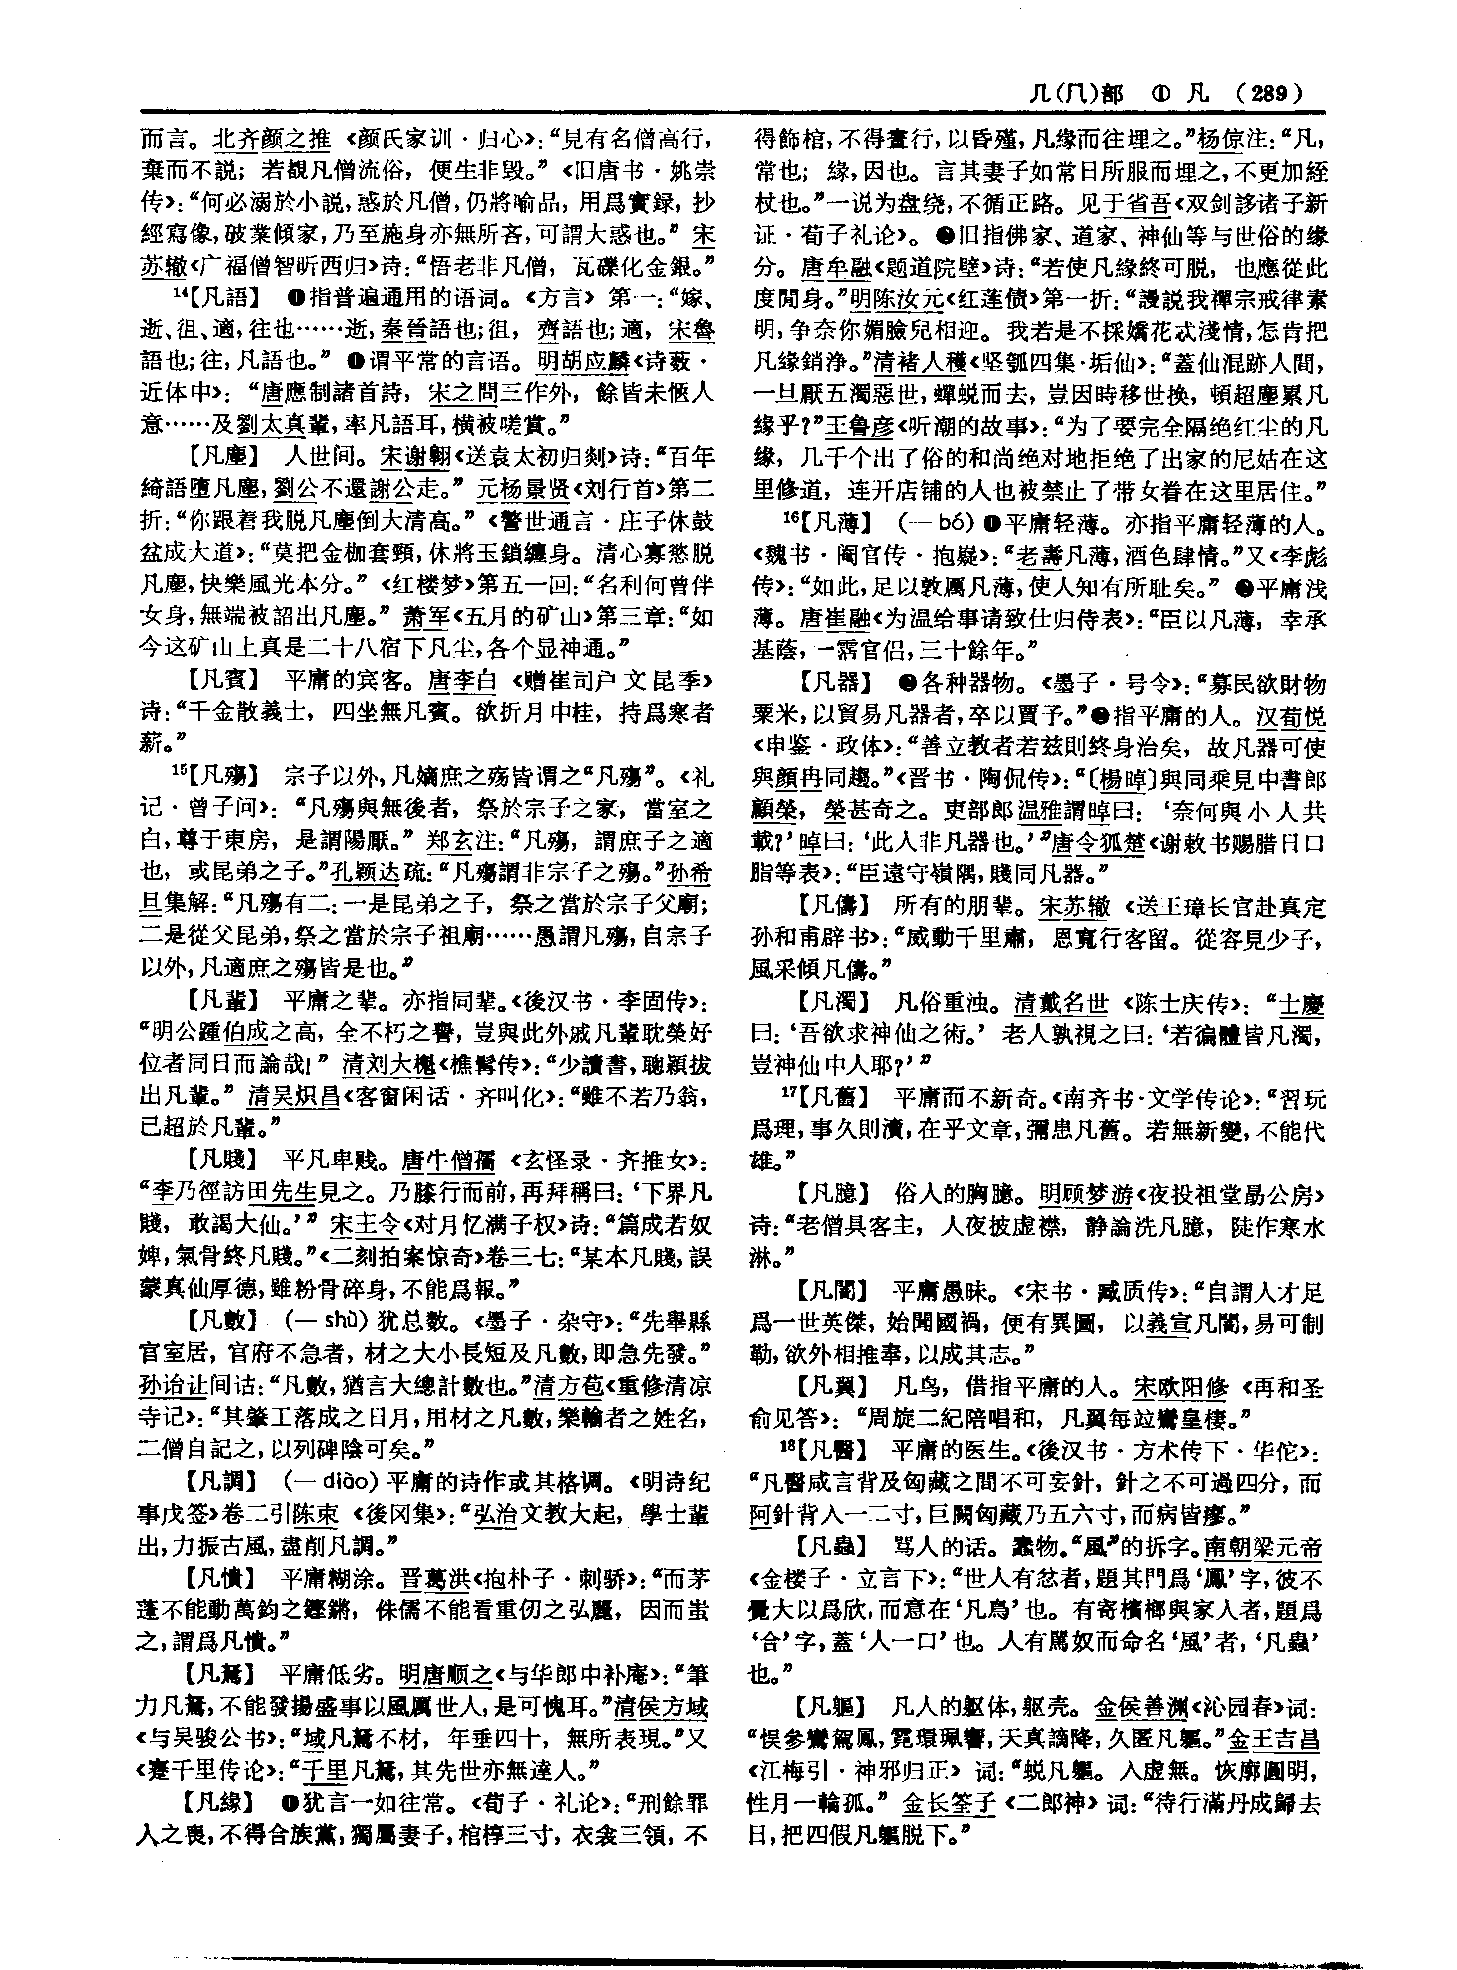 几(𠘨)部 ① 凡 (289)
而言。北齐颜之推《颜氏家训·归心》：“見有名僧高行，
棄而不説；若覩凡僧流俗，便生非毁。”《旧唐书·姚崇
传》：“何必溺於小説，惑於凡僧，仍將喻品，用爲實録，抄
經寫像，破業傾家，乃至施身亦無所吝，可謂大惑也。”宋
苏辙《广福僧智昕西归》诗：“悟老非凡僧，瓦礫化金銀。”
¹⁴【凡語】 ❶指普遍通用的语词。《方言》第一：“嫁、
逝、徂、適，往也……逝，秦晉語也；徂，齊語也；適，宋魯
語也；往，凡語也。” ❶谓平常的言语。明胡应麟《诗薮·
近体中》：“唐應制諸首詩，宋之問三作外，餘皆未愜人
意……及劉太真輩，率凡語耳，横被嗟賞。”
【凡塵】 人世间。宋谢翱《送袁太初归剡》诗：“百年
綺語墮凡塵，劉公不還謝公走。”元杨景贤《刘行首》第二
折：“你跟着我脱凡塵倒大清高。”《警世通言·庄子休鼓
盆成大道》：“莫把金枷套頸，休將玉鎖纏身。清心寡慾脱
凡塵，快樂風光本分。”《红楼梦》第五一回：“名利何曾伴
女身，無端被詔出凡塵。”萧军《五月的矿山》第三章：“如
今这矿山上真是二十八宿下凡尘，各个显神通。”
【凡賓】 平庸的宾客。唐李白《赠崔司户文昆季》
诗：“千金散義士，四坐無凡賓。欲折月中桂，持爲寒者
薪。”
¹⁵【凡殤】 宗子以外，凡嫡庶之殇皆谓之“凡殤”。《礼
记·曾子问》：“凡殤與無後者，祭於宗子之家，當室之
白，尊于東房，是謂陽厭。”郑玄注：“凡殤，謂庶子之適
也，或昆弟之子。”孔颖达疏：“凡殤謂非宗子之殤。”孙希
旦集解：“凡殤有二：一是昆弟之子，祭之當於宗子父廟；
二是從父昆弟，祭之當於宗子祖廟……愚謂凡殤，自宗子
以外，凡適庶之殤皆是也。”
【凡輩】 平庸之辈。亦指同辈。《後汉书·李固传》：
“明公踵伯成之高，全不朽之譽，豈與此外戚凡輩耽榮好
位者同日而論哉！”清刘大櫆《樵髯传》：“少讀書，聰穎拔
出凡輩。”清吴炽昌《客窗闲话·齐叫化》：“雖不若乃翁，
已超於凡輩。”
【凡賤】 平凡卑贱。唐牛僧孺《玄怪录·齐推女》：
“李乃徑訪田先生見之。乃膝行而前，再拜稱曰：‘下界凡
賤，敢謁大仙。’”宋王令《对月忆满子权》诗：“篇成若奴
婢，氣骨終凡賤。”《二刻拍案惊奇》卷三七：“某本凡賤，誤
蒙真仙厚德，雖粉骨碎身，不能爲報。”
【凡數】 (— shù) 犹总数。《墨子·杂守》：“先舉縣
官室居，官府不急者，材之大小長短及凡數，即急先發。”
孙诒让间诂：“凡數，猶言大總計數也。”清方苞《重修清凉
寺记》：“其肇工落成之日月，用材之凡數，樂輸者之姓名，
二僧自記之，以列碑陰可矣。”
【凡調】 (— diào) 平庸的诗作或其格调。《明诗纪
事戊签》卷二引陈束《後冈集》：“弘治文教大起，學士輩
出，力振古風，盡削凡調。”
【凡憒】 平庸糊涂。晋葛洪《抱朴子·刺骄》：“而茅
蓬不能動萬鈞之鏗鏘，侏儒不能看重仞之弘麗，因而蚩
之，謂爲凡憒。”
【凡駑】 平庸低劣。明唐顺之《与华郎中补庵》：“筆
力凡駑，不能發揚盛事以風厲世人，是可愧耳。”清侯方域
《与吴骏公书》：“域凡駑不材，年垂四十，無所表現。”又
《蹇千里传论》：“千里凡駑，其先世亦無達人。”
【凡緣】 ❶犹言一如往常。《荀子·礼论》：“刑餘罪
人之喪，不得合族黨，獨屬妻子，棺椁三寸，衣衾三領，不
得飾棺，不得晝行，以昏殣，凡緣而往埋之。”杨倞注：“凡，
常也；緣，因也。言其妻子如常日所服而埋之，不更加絰
杖也。”一说为盘绕，不循正路。见于省吾《双剑誃诸子新
证·荀子礼论》。❷旧指佛家、道家、神仙等与世俗的缘
分。唐牟融《题道院壁》诗：“若使凡緣終可脱，也應從此
度閒身。”明陈汝元《红莲债》第一折：“謾説我禪宗戒律素
明，争奈你媚臉兒相迎。我若是不採嬌花忒淺情，怎肯把
凡緣銷浄。”清褚人穫《坚瓠四集·垢仙》：“蓋仙混跡人間，
一旦厭五濁惡世，蟬蜕而去，豈因時移世换，頓超塵累凡
緣乎？”王鲁彦《听潮的故事》：“为了要完全隔绝红尘的凡
缘，几千个出了俗的和尚绝对地拒绝了出家的尼姑在这
里修道，连开店铺的人也被禁止了带女眷在这里居住。”
¹⁶【凡薄】 (— bó) ❶平庸轻薄。亦指平庸轻薄的人。
《魏书·阉官传·抱嶷》：“老壽凡薄，酒色肆情。”又《李彪
传》：“如此，足以敦厲凡薄，使人知有所耻矣。” ❷平庸浅
薄。唐崔融《为温给事请致仕归侍表》：“臣以凡薄，幸承
基蔭，一霑官侣，三十餘年。”
【凡器】 ❶各种器物。《墨子·号令》：“募民欲財物
粟米，以貿易凡器者，卒以賈予。”❷指平庸的人。汉荀悦
《申鉴·政体》：“善立教者若兹則終身治矣，故凡器可使
與顔冉同趨。”《晋书·陶侃传》：“〔楊晫〕與同乘見中書郎
顧榮，榮甚奇之。吏部郎温雅謂晫曰：‘奈何與小人共
載？’晫曰：‘此人非凡器也。’”唐令狐楚《谢敕书赐腊日口
脂等表》：“臣遠守嶺隅，賤同凡器。”
【凡儔】 所有的朋辈。宋苏辙《送王璋长官赴真定
孙和甫辟书》：“威動千里肅，恩寬行客留。從容見少子，
風采傾凡儔。”
【凡濁】 凡俗重浊。清戴名世《陈士庆传》：“士慶
曰：‘吾欲求神仙之術。’老人孰視之曰：‘若徧體皆凡濁，
豈神仙中人耶？’”
¹⁷【凡舊】 平庸而不新奇。《南齐书·文学传论》：“習玩
爲理，事久則瀆，在乎文章，彌患凡舊。若無新變，不能代
雄。”
【凡臆】 俗人的胸臆。明顾梦游《夜投祖堂勗公房》
诗：“老僧具客主，人夜披虚襟，静論洗凡臆，陡作寒水
淋。”
【凡闇】 平庸愚昧。《宋书·臧质传》：“自謂人才足
爲一世英傑，始聞國禍，便有異圖，以義宣凡闇，易可制
勒，欲外相推奉，以成其志。”
【凡翼】 凡鸟，借指平庸的人。宋欧阳修《再和圣
俞见答》：“周旋二紀陪唱和，凡翼每竝鸞皇棲。”
¹⁸【凡醫】 平庸的医生。《後汉书·方术传下·华佗》：
“凡醫咸言背及匈藏之間不可妄針，針之不可過四分，而
阿針背入一二寸，巨闕匈藏乃五六寸，而病皆瘳。”
【凡蟲】 骂人的话。蠢物。“風”的拆字。南朝梁元帝
《金楼子·立言下》：“世人有忿者，題其門爲‘鳳’字，彼不
覺大以爲欣，而意在‘凡鳥’也。有寄檳榔與家人者，題爲
‘合’字，蓋‘人一口’也。人有駡奴而命名‘風’者，‘凡蟲’
也。”
【凡軀】 凡人的躯体，躯壳。金侯善渊《沁园春》词：
“悮参鸞駕鳳，霓環珮響，天真謫降，久匿凡軀。”金王吉昌
《江梅引·神邪归正》词：“蜕凡軀。入虚無。恢廓圓明，
性月一輪孤。”金长筌子《二郎神》词：“待行滿丹成歸去
日，把四假凡軀脱下。”